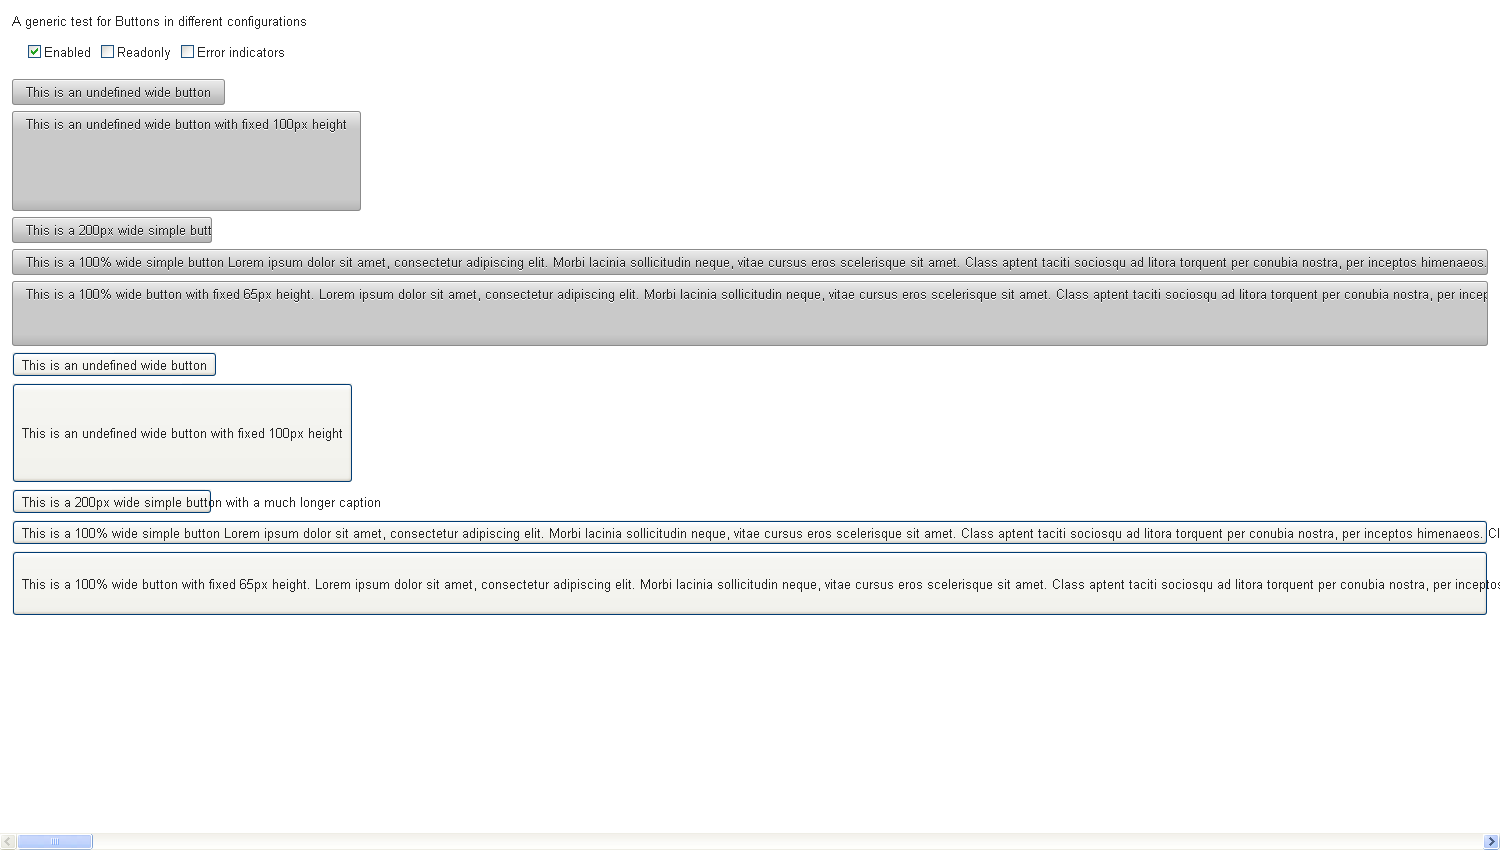 A generic test for Buttons in different configurations
Enabled Readonly Error indicators
This is an undefined wide button
This is an undefined wide button with fixed 100px height
This is a 200px wide simple butt
This is a 100% wide simple button Lorem ipsum dolor sit amet, consectetur adipiscing elit. Morbi lacinia sollicitudin neque, vitae cursus eros scelerisque sit amet. Class aptent taciti sociosqu ad litora torquent per conubia nostra, per inceptos himenaeos.
This is a 100% wide button with fixed 65px height. Lorem ipsum dolor sit amet, consectetur adipiscing elit. Morbi lacinia sollicitudin neque, vitae cursus eros scelerisque sit amet. Class aptent taciti sociosqu ad litora torquent per conubia nostra, per incep
This is an undefined wide button
This is an undefined wide button with fixed 100px height
This is a 200px wide simple button with a much longer caption
This is a 100% wide simple button Lorem ipsum dolor sit amet, consectetur adipiscing elit. Morbi lacinia sollicitudin neque, vitae cursus eros scelerisque sit amet. Class aptent taciti sociosqu ad litora torquent per conubia nostra, per inceptos himenaeos. Cl
This is a 100% wide button with fixed 65px height. Lorem ipsum dolor sit amet, consectetur adipiscing elit. Morbi lacinia sollicitudin neque, vitae cursus eros scelerisque sit amet. Class aptent taciti sociosqu ad litora torquent per conubia nostra, per inceptos